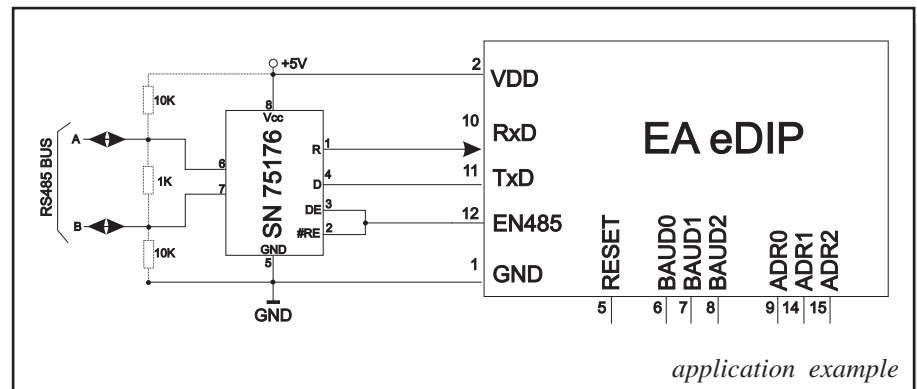 +5V
2
VDD
10K
8
Vcc
10
RxD
EA eDIP
RS485 BUS
A
6
R
1
11
TxD
1K
SN 75176
D
4
7
DE
3
12
EN485
B
#RE
2
10K
GND
5
1
GND
GND
RESET
BAUD0
BAUD1
BAUD2
ADR0
ADR1
ADR2
5
6
7
8
9
14
15
application example